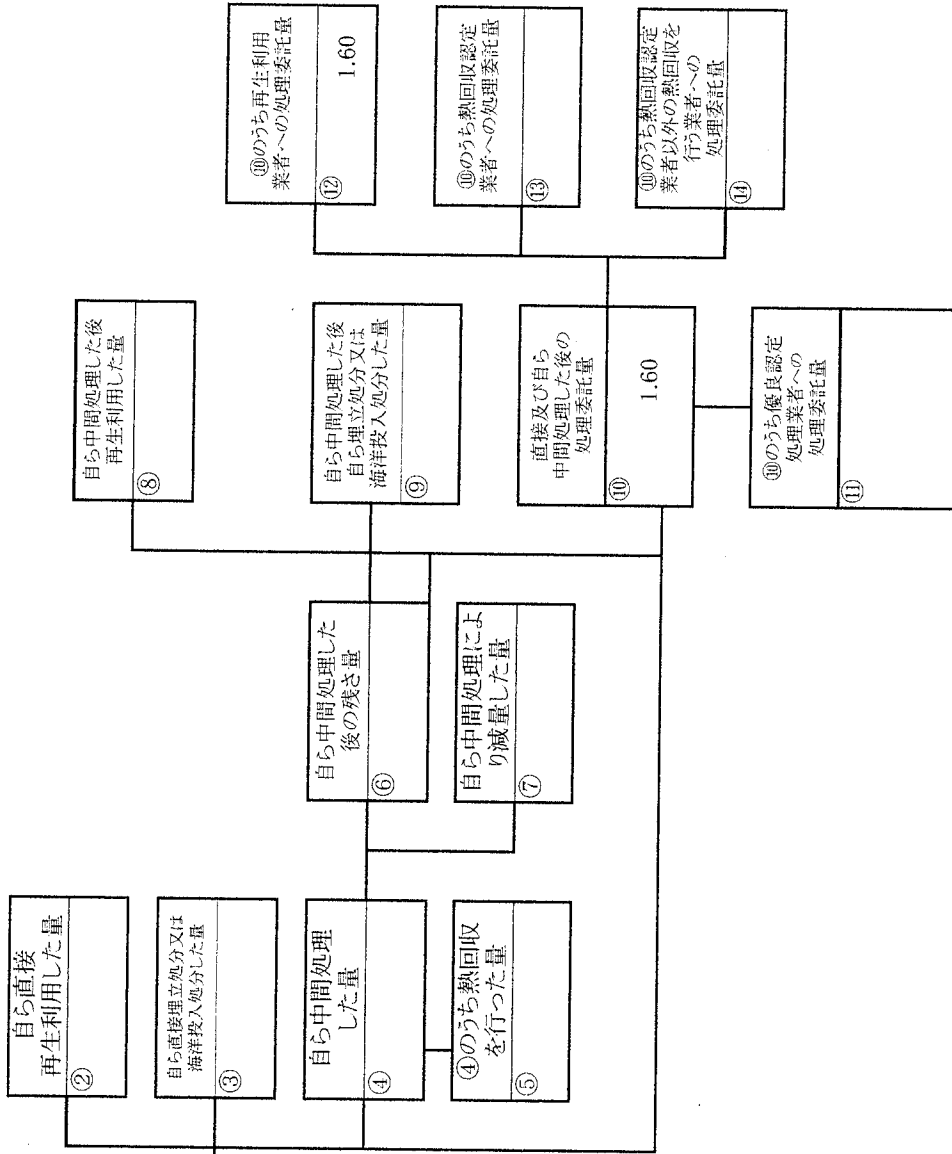 自ら直接
再生利用した量
②
自ら直接埋立処分又は
海洋投入処分した量
③
自ら中間処理
した量
④
④のうち熱回収
を行った量
⑤
自ら中間処理した
後の残さ量
⑥
自ら中間処理によ
り減量した量
⑦
自ら中間処理した後
再生利用した量
⑧
自ら中間処理した後
自ら埋立処分又は
海洋投入処分した量
⑨
直接及び自ら
中間処理した後の
処理委託量
⑩
1.60
⑩のうち優良認定
処理業者への
処理委託量
⑪
⑩のうち再生利用
業者への処理委託量
⑫
1.60
⑩のうち熱回収認定
業者への処理委託量
⑬
⑩のうち熱回収認定
業者以外の熱回収を
行う業者への
処理委託量
⑭